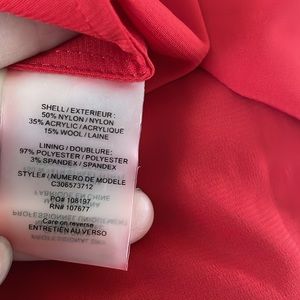 SHELL / EXTERIEUR :
50% NYLON / NYLON
35% ACRYLIC / ACRYLIQUE
15% WOOL / LAINE
LINING / DOUBLURE:
97% POLYESTER / POLYESTER
3% SPANDEX / SPANDEX
STYLE# / NUMERO DE MODELE
C306573712
PO# 108197
RN# 107677
Care on reverse
ENTRETIEN AU VERSO